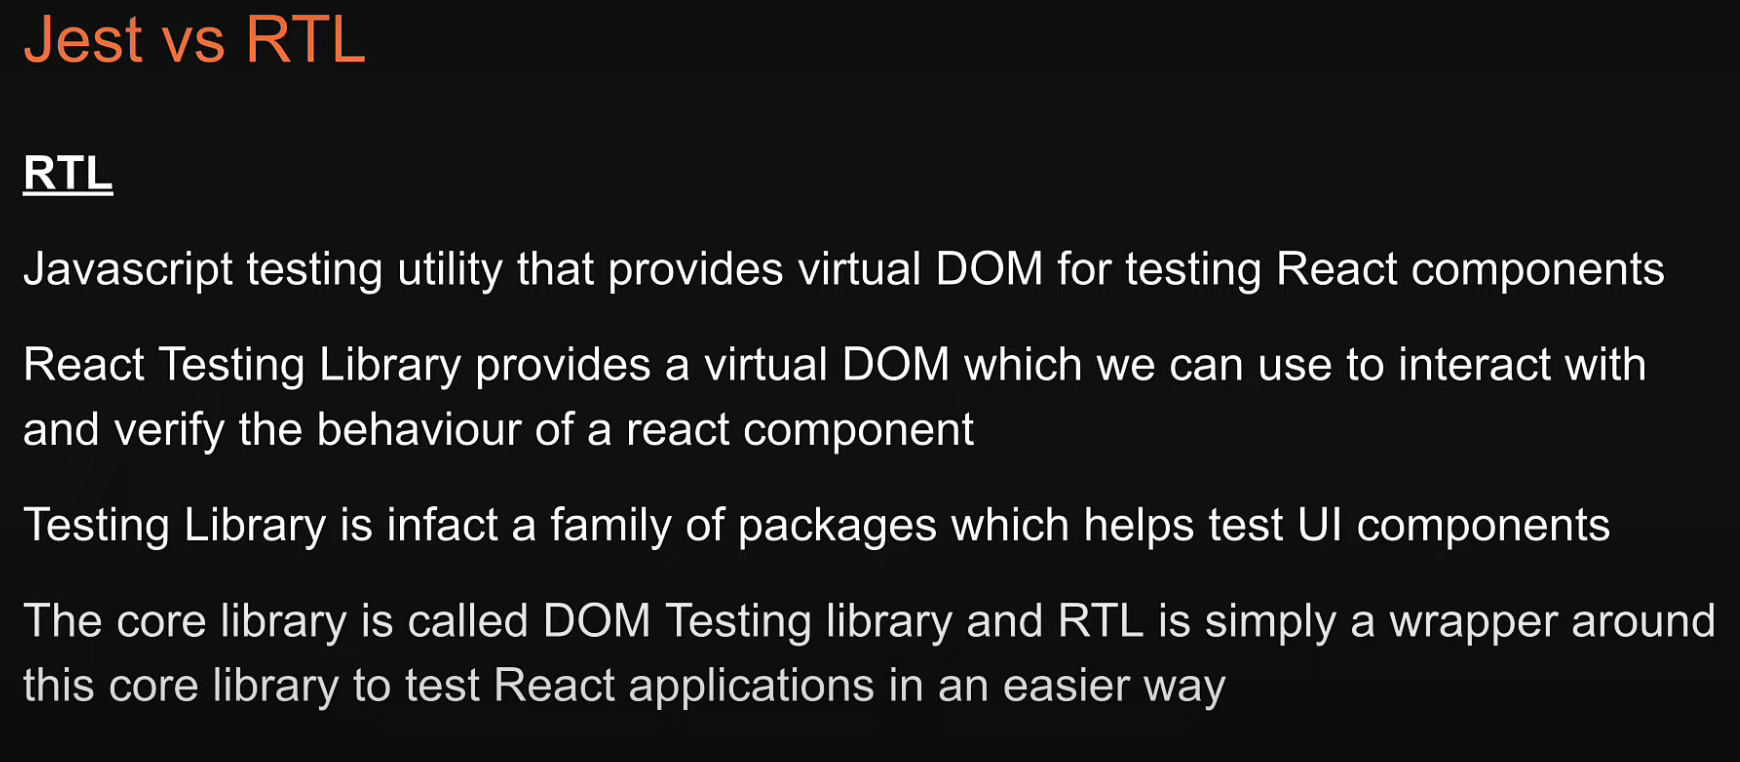 Jest vs RTL
RTL
Javascript testing utility that provides virtual DOM for testing React components
React Testing Library provides a virtual DOM which we can use to interact with
and verify the behaviour of a react component
Testing Library is infact a family of packages which helps test UI components
The core library is called DOM Testing library and RTL is simply a wrapper around
this core library to test React applications in an easier way